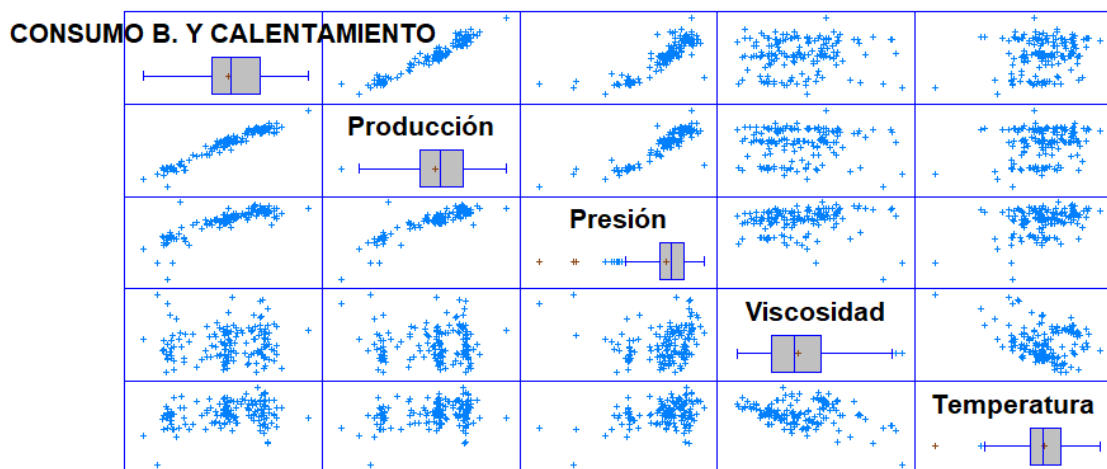 CONSUMO B. Y CALENTAMIENTO
Producción
Presión
Viscosidad
Temperatura